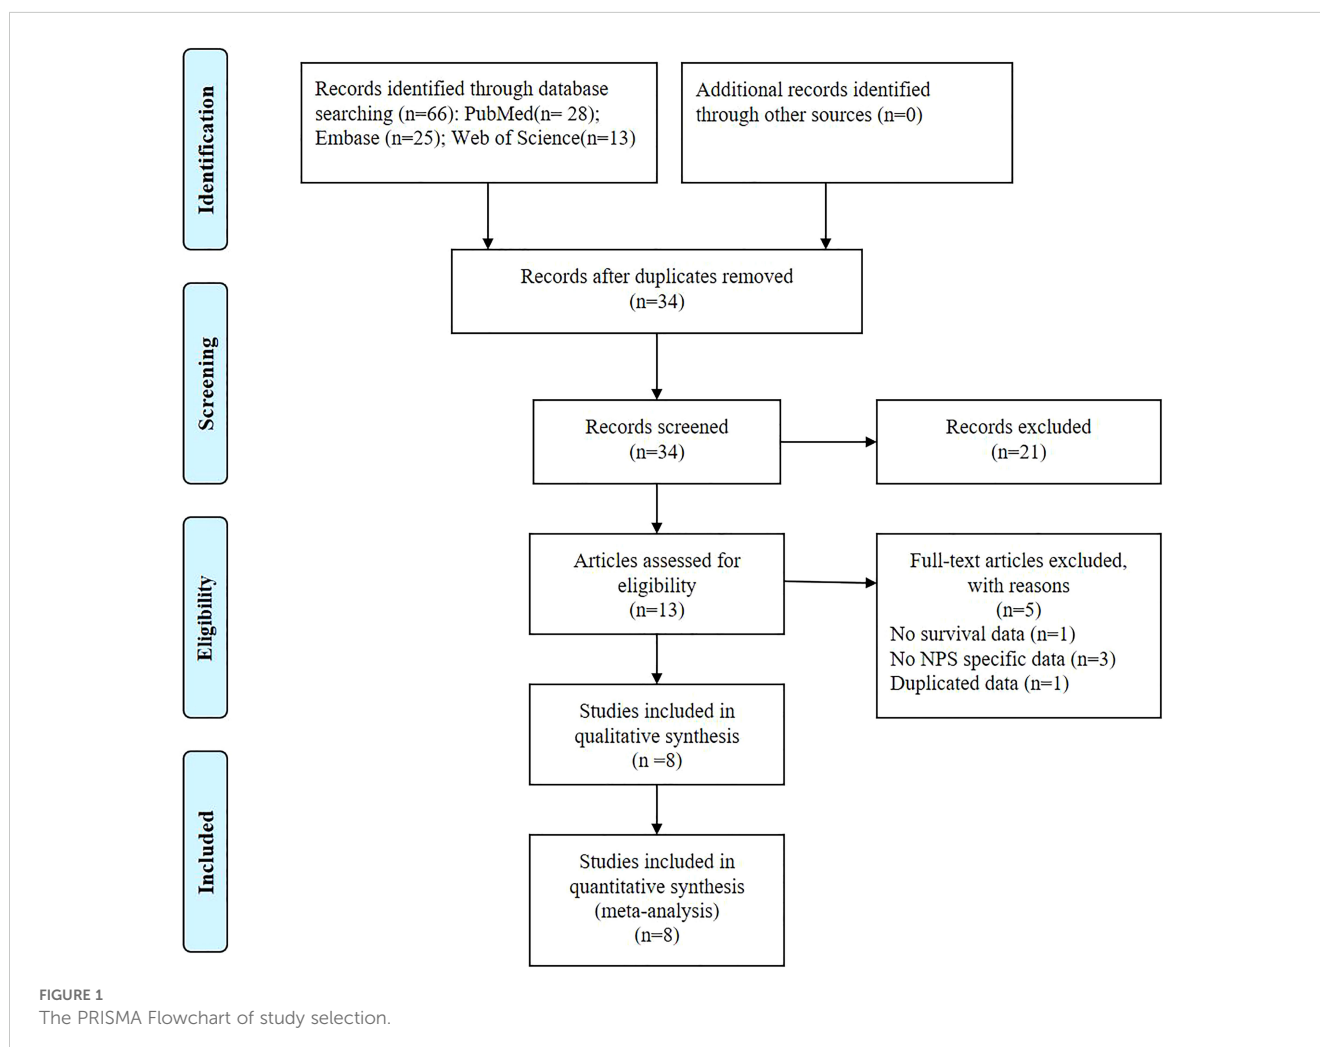 Identification
Records identified through database
searching (n=66): PubMed(n= 28);
Embase (n=25); Web of Science(n=13)
Additional records identified
through other sources (n=0)
Records after duplicates removed
(n=34)
Screening
Records screened
(n=34)
Records excluded
(n=21)
Eligibility
Articles assessed for
eligibility
(n=13)
Full-text articles excluded,
with reasons
(n=5)
No survival data (n=1)
No NPS specific data (n=3)
Duplicated data (n=1)
Studies included in
qualitative synthesis
(n =8)
Included
Studies included in
quantitative synthesis
(meta-analysis)
(n=8)
FIGURE 1
The PRISMA Flowchart of study selection.